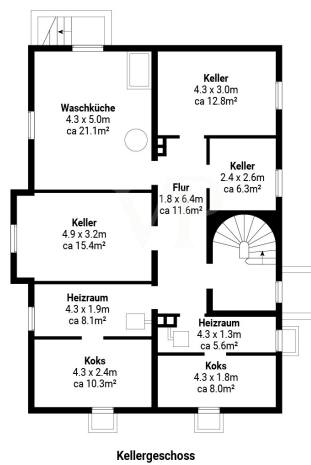 Waschküche
4.3 x 5.0m
ca 21.1m²
Keller
4.3 x 3.0m
ca 12.8m²
Keller
2.4 x 2.6m
ca 6.3m²
Flur
1.8 x 6.4m
ca 11.6m²
Keller
4.9 x 3.2m
ca 15.4m²
Heizraum
4.3 x 1.9m
ca 8.1m²
Heizraum
4.3 x 1.3m
ca 5.6m²
Koks
4.3 x 2.4m
ca 10.3m²
Koks
4.3 x 1.8m
ca 8.0m²
Kellergeschoss